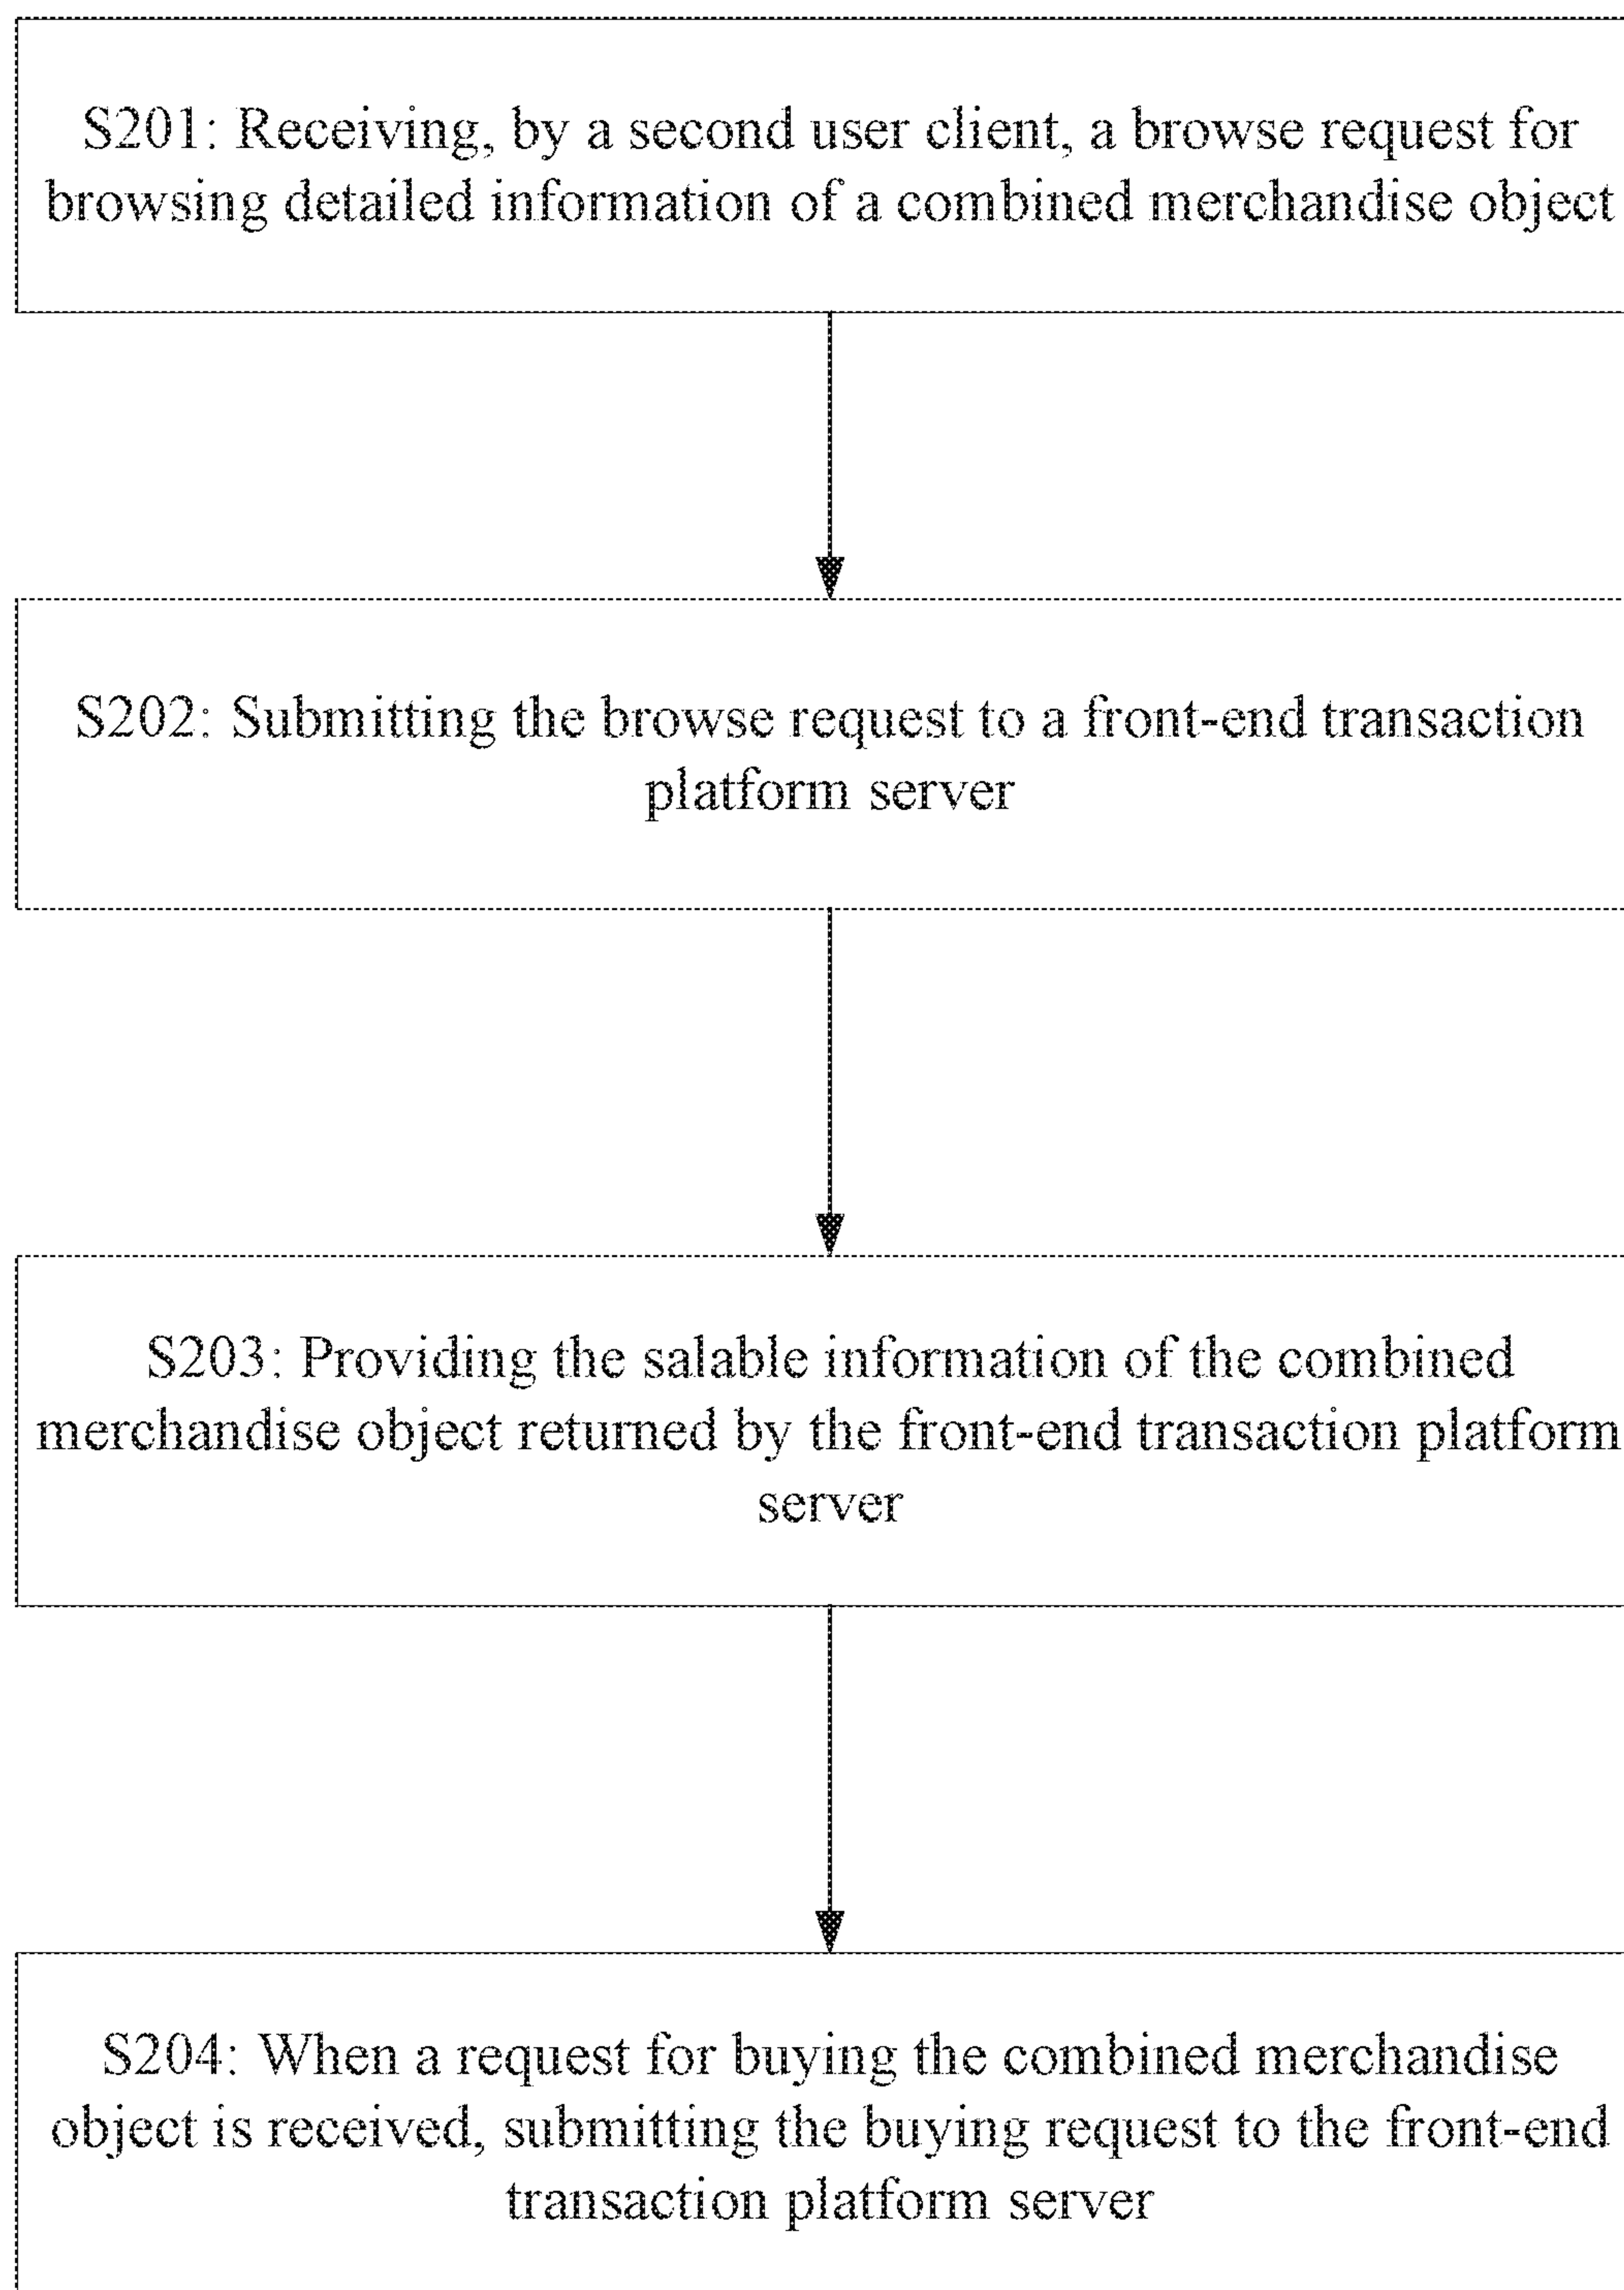 S201: Receiving, by a second user client, a browse request for
browsing detailed information of a combined merchandise object
S202: Submitting the browse request to a front-end transaction
platform server
S203: Providing the salable information of the combined
merchandise object returned by the front-end transaction platform
server
S204: When a request for buying the combined merchandise
object is received, submitting the buying request to the front-end
transaction platform server